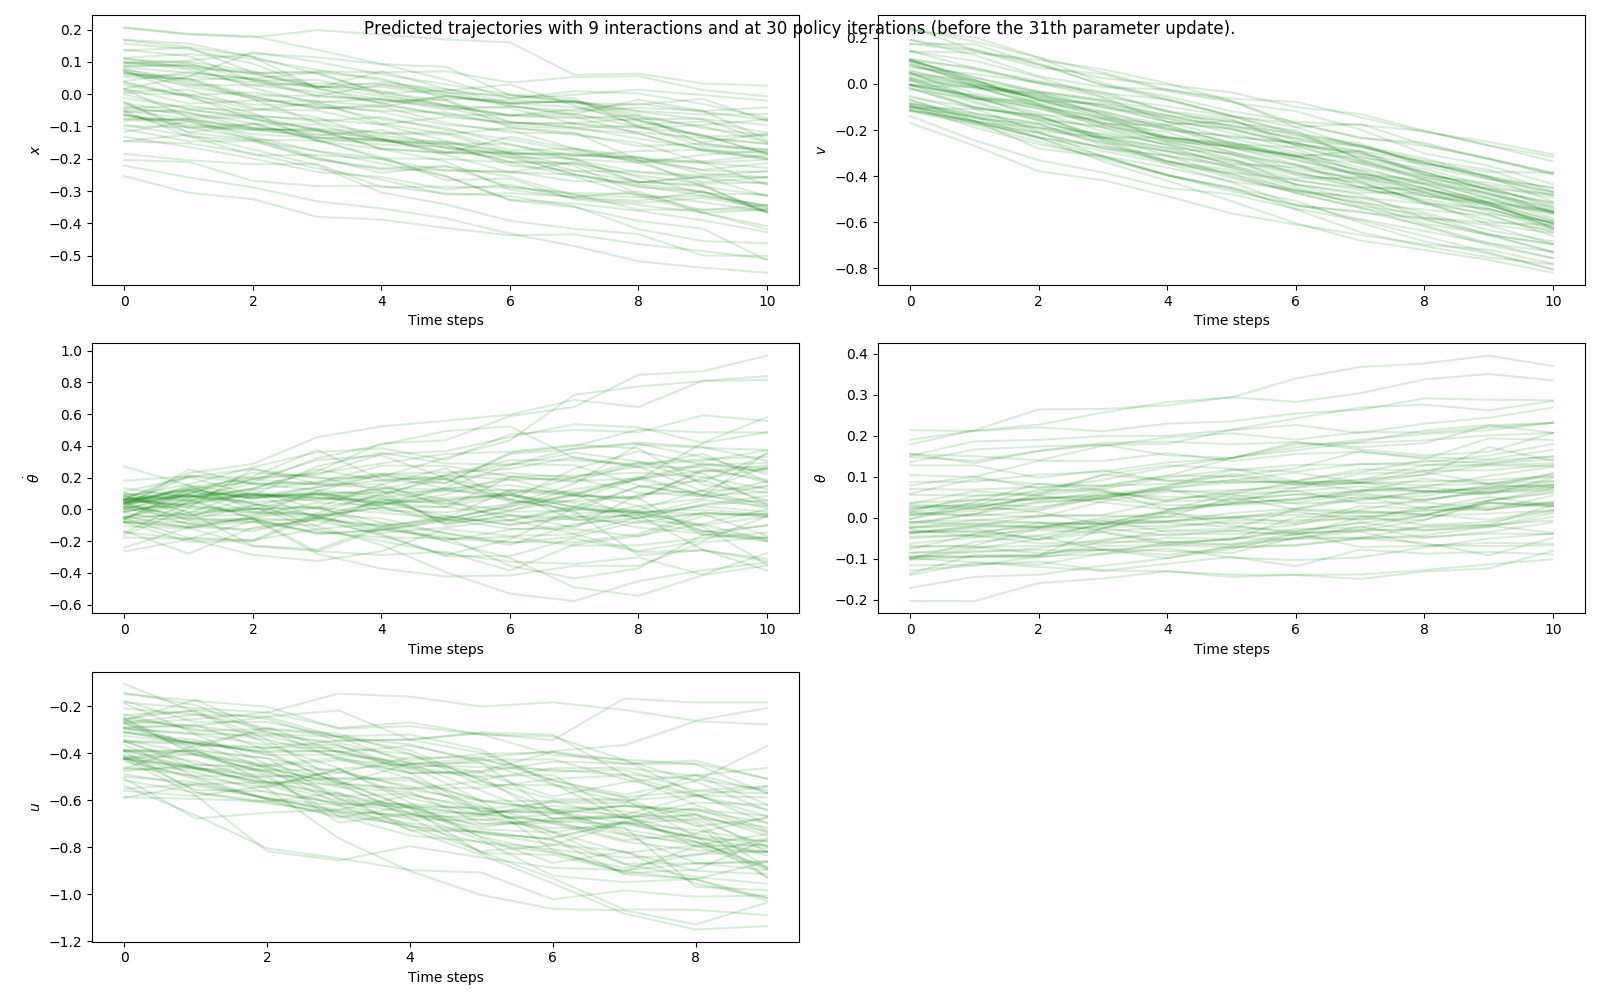 Predicted trajectories with 9 interactions and at 30 policy iterations (before the 31th parameter update).
0.2
0.1
0.0
−0.1
−0.2
−0.3
−0.4
−0.5
x
0 2 4 6 8 10
Time steps
0.2
0.0
−0.2
−0.4
−0.6
−0.8
v
0 2 4 6 8 10
Time steps
1.0
0.8
0.6
0.4
0.2
0.0
−0.2
−0.4
−0.6
θ̇
0 2 4 6 8 10
Time steps
0.4
0.3
0.2
0.1
0.0
−0.1
−0.2
θ
0 2 4 6 8 10
Time steps
−0.2
−0.4
−0.6
−0.8
−1.0
−1.2
u
0 2 4 6 8
Time steps